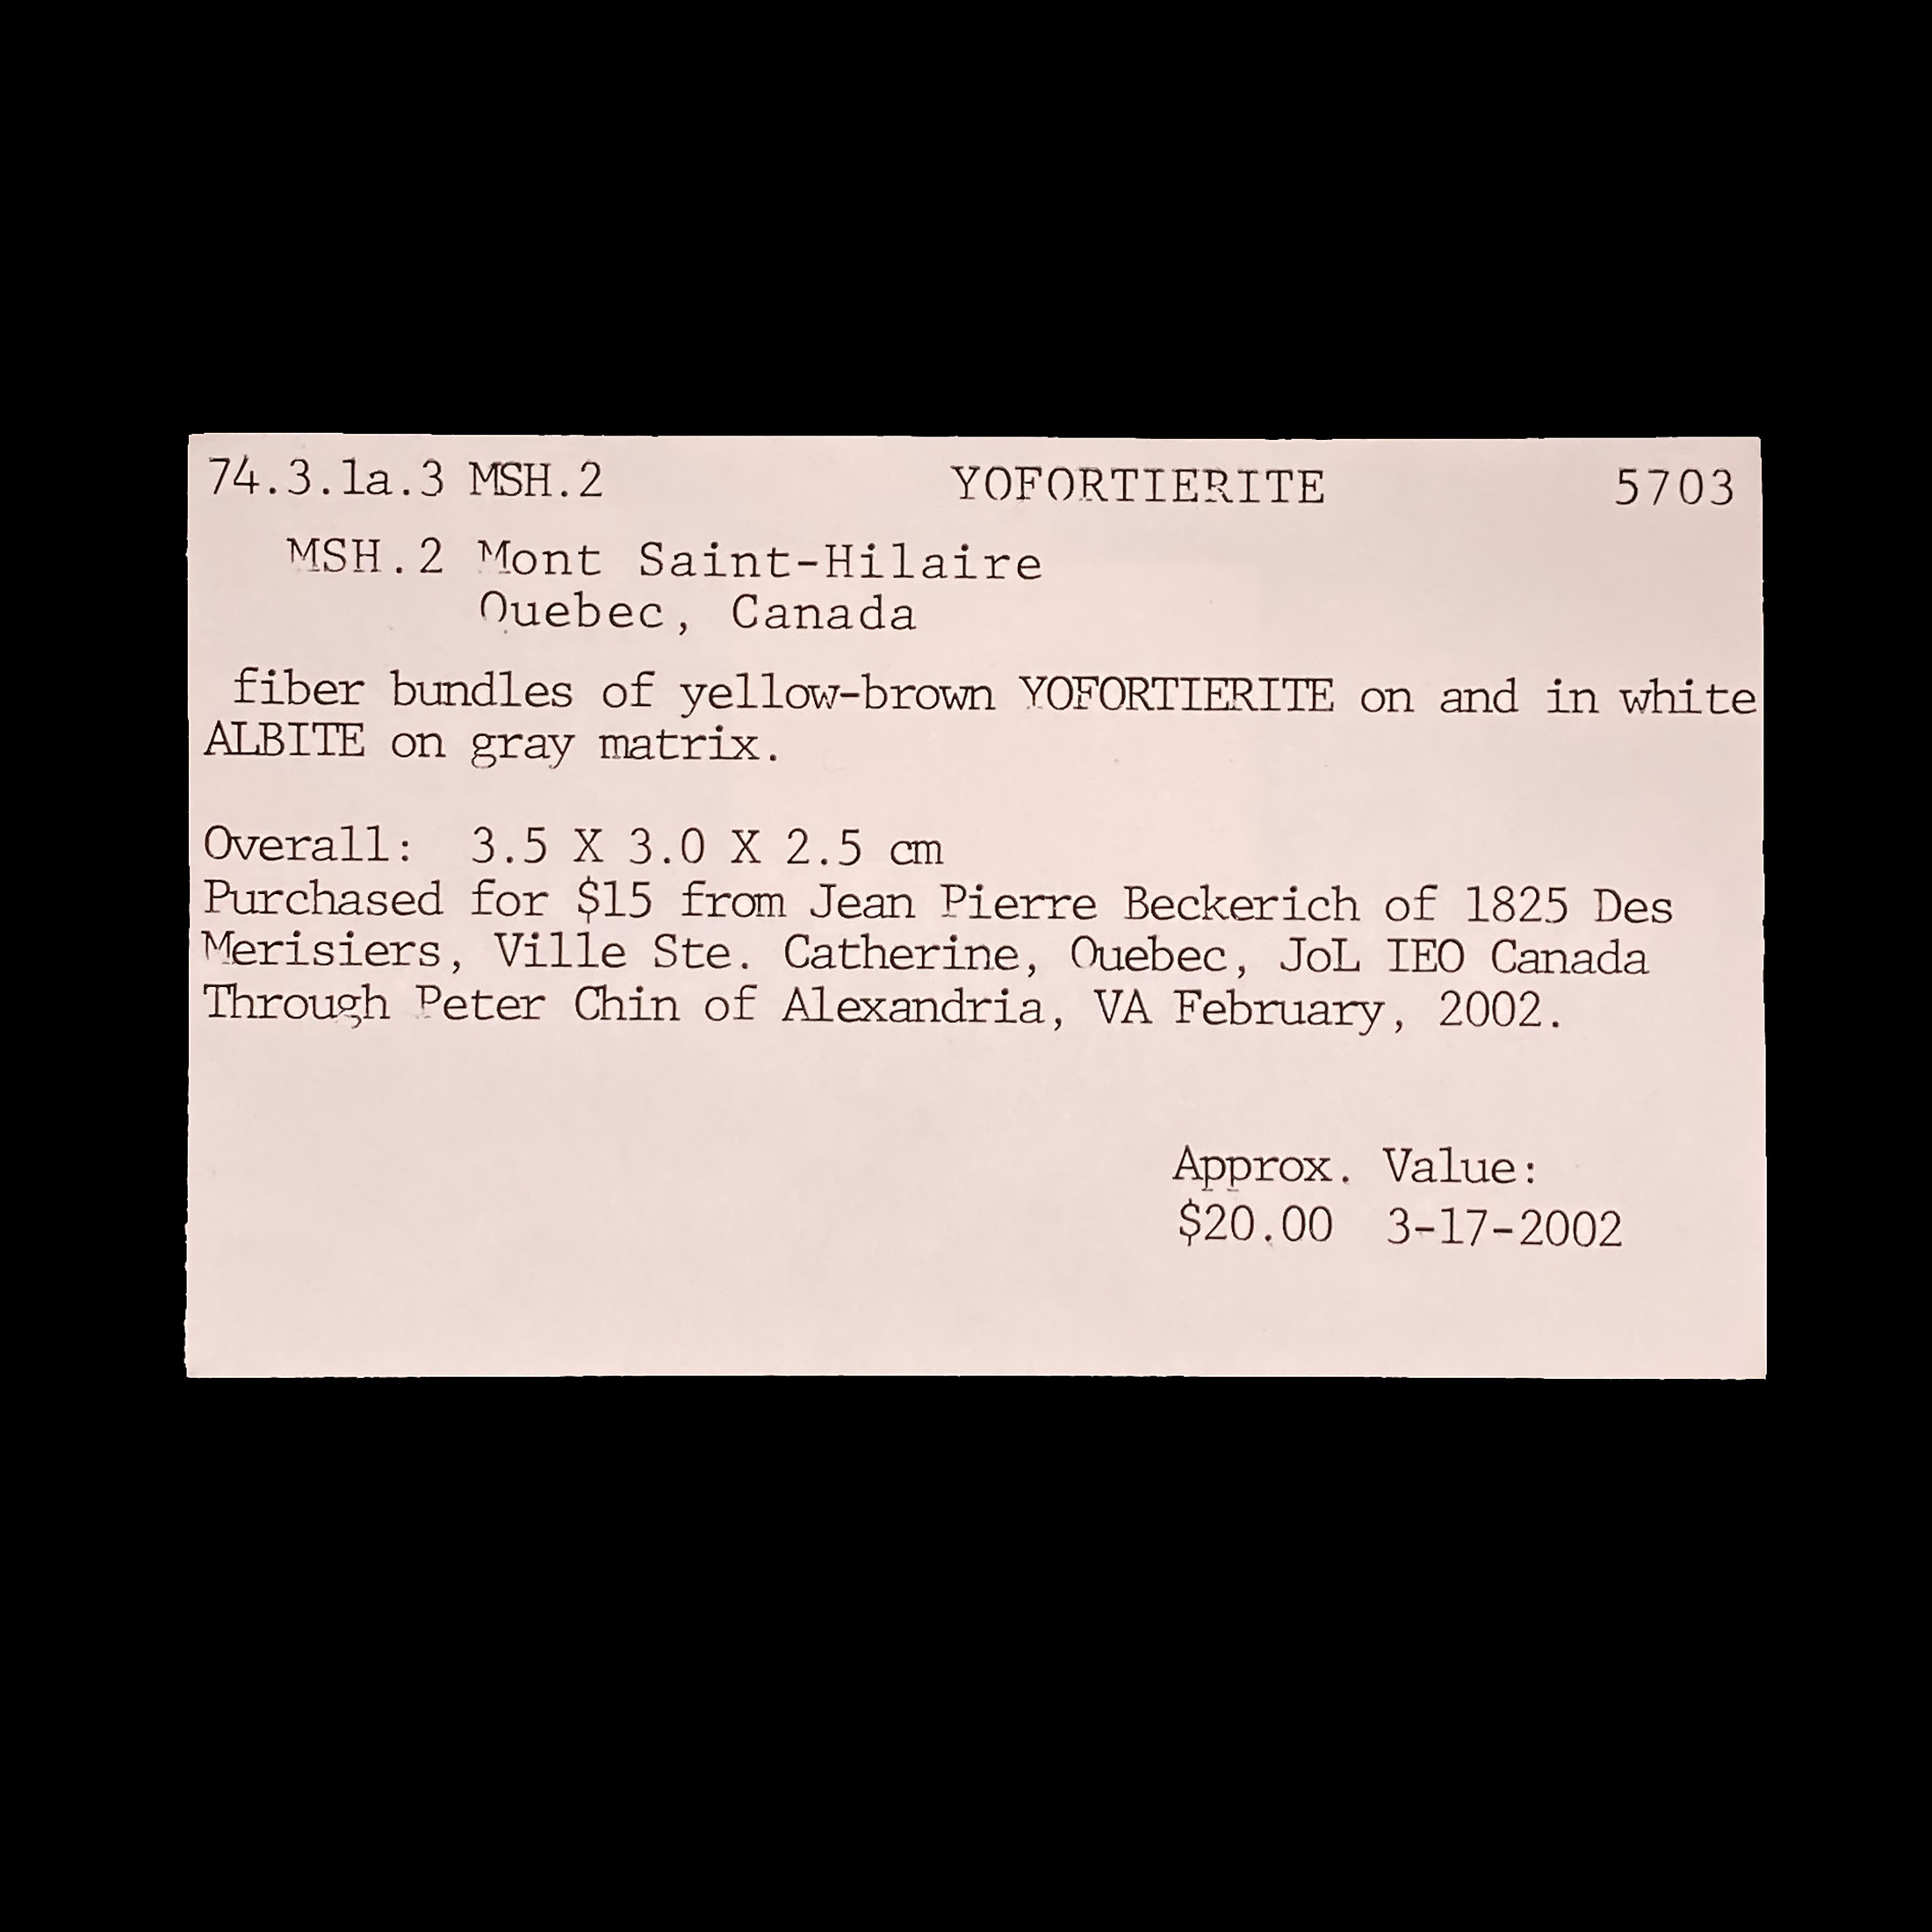 74.3.1a.3 MSH.2 YOFORTIERITE 5703
MSH.2 Mont Saint-Hilaire
Quebec, Canada
fiber bundles of yellow-brown YOFORTIERITE on and in white
ALBITE on gray matrix.
Overall: 3.5 X 3.0 X 2.5 cm
Purchased for $15 from Jean Pierre Beckerich of 1825 Des
Merisiers, Ville Ste. Catherine, Quebec, JoL IEO Canada
Through Peter Chin of Alexandria, VA February, 2002.
Approx. Value:
$20.00 3-17-2002